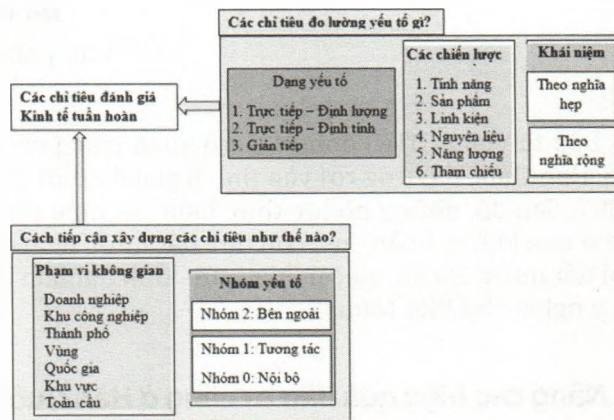 Các chỉ tiêu đo lường yếu tố gì?
Dạng yếu tố
1. Trực tiếp – Định lượng
2. Trực tiếp – Định tính
3. Gián tiếp
Các chiến lược
1. Tính năng
2. Sản phẩm
3. Linh kiện
4. Nguyên liệu
5. Năng lượng
6. Tham chiếu
Khái niệm
Theo nghĩa
hẹp
Theo
nghĩa rộng
Các chỉ tiêu đánh giá
Kinh tế tuần hoàn
Cách tiếp cận xây dựng các chỉ tiêu như thế nào?
Phạm vi không gian
Doanh nghiệp
Khu công nghiệp
Thành phố
Vùng
Quốc gia
Khu vực
Toàn cầu
Nhóm yếu tố
Nhóm 2: Bên ngoài
Nhóm 1: Tương tác
Nhóm 0: Nội bộ